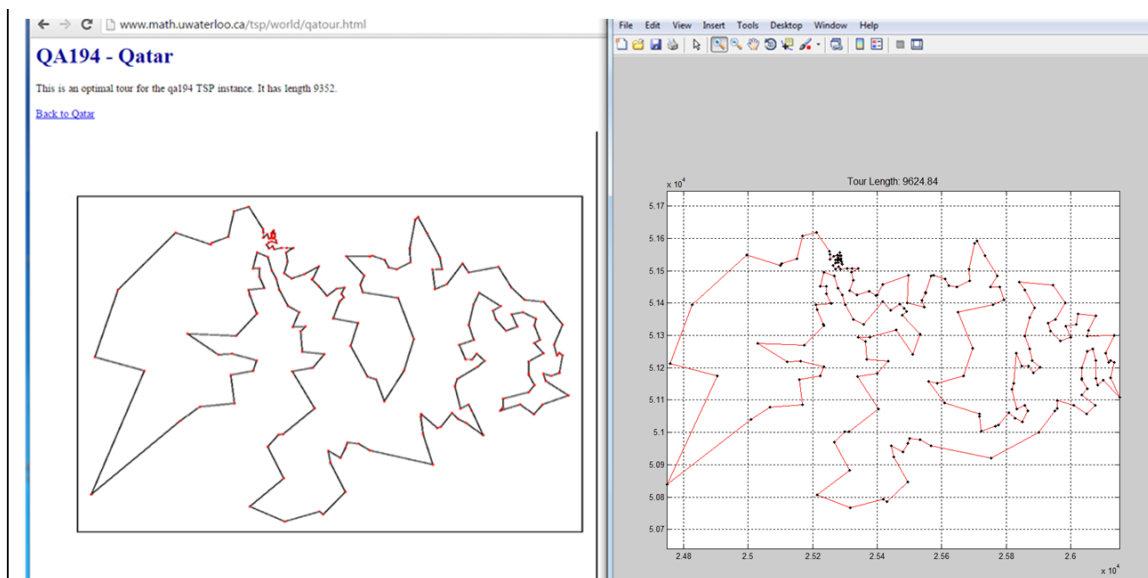 www.math.uwaterloo.ca/tsp/world/qatour.html
QA194 - Qatar
This is an optimal tour for the qa194 TSP instance. It has length 9352.
Back to Qatar
File Edit View Insert Tools Desktop Window Help
Tour Length: 9624.84
x 10⁴
5.17
5.16
5.15
5.14
5.13
5.12
5.11
5.1
5.09
5.08
5.07
2.48 2.5 2.52 2.54 2.56 2.58 2.6
x 10⁴